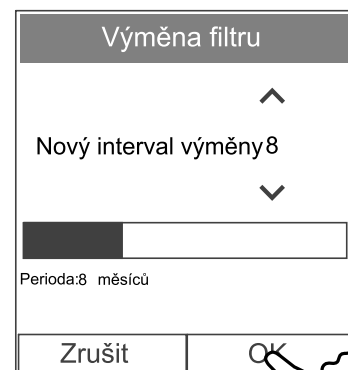 Výměna filtru
Nový interval výměny 8
Perioda:8 měsíců
Zrušit OK